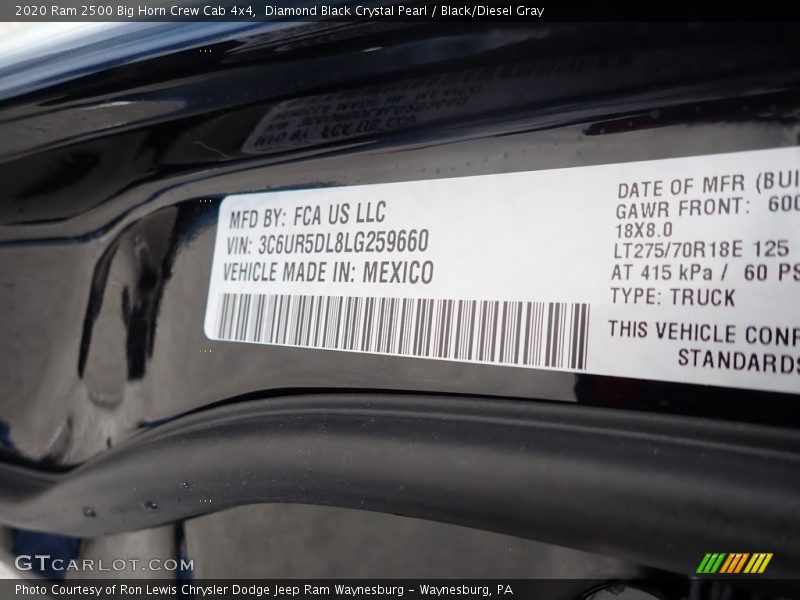 2020 Ram 2500 Big Horn Crew Cab 4x4,  Diamond Black Crystal Pearl / Black/Diesel Gray
MFD BY: FCA US LLC
VIN: 3C6UR5DL8LG259660
VEHICLE MADE IN: MEXICO
DATE OF MFR (BUI
GAWR FRONT: 600
18X8.0
LT275/70R18E 125
AT 415 kPa / 60 PS
TYPE: TRUCK
THIS VEHICLE CONF
STANDARDS
GTCARLOT.COM
Photo Courtesy of Ron Lewis Chrysler Dodge Jeep Ram Waynesburg - Waynesburg, PA